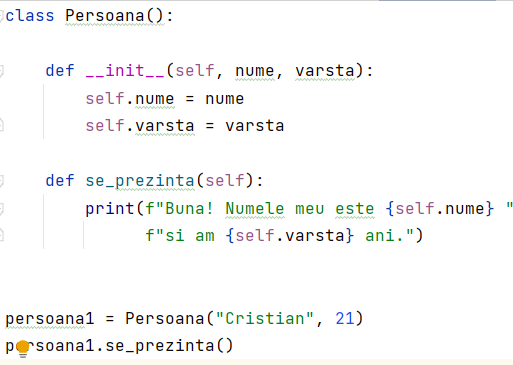 class Persoana():
def __init__(self, nume, varsta):
self.nume = nume
self.varsta = varsta
def se_prezinta(self):
print(f"Buna! Numele meu este {self.nume} "
f"si am {self.varsta} ani.")
persoana1 = Persoana("Cristian", 21)
persoana1.se_prezinta()